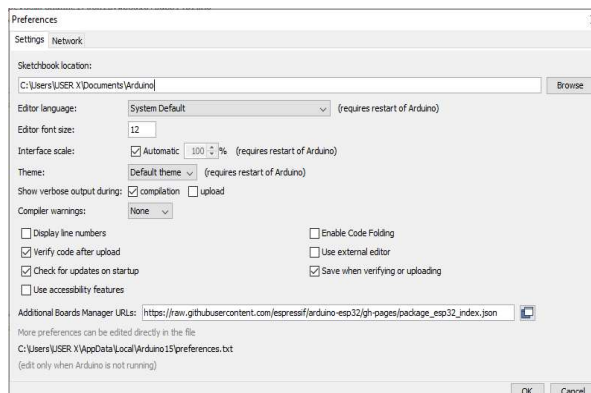 Preferences
Settings Network
Sketchbook location:
C:\Users\USER X\Documents\Arduino Browse
Editor language: System Default (requires restart of Arduino)
Editor font size: 12
Interface scale: Automatic 100 % (requires restart of Arduino)
Theme: Default theme (requires restart of Arduino)
Show verbose output during: compilation upload
Compiler warnings: None
Display line numbers Enable Code Folding
Verify code after upload Use external editor
Check for updates on startup Save when verifying or uploading
Use accessibility features
Additional Boards Manager URLs: https://raw.githubusercontent.com/espressif/arduino-esp32/gh-pages/package_esp32_index.json
More preferences can be edited directly in the file
C:\Users\USER X\AppData\Local\Arduino15\preferences.txt
(edit only when Arduino is not running)
OK Cancel